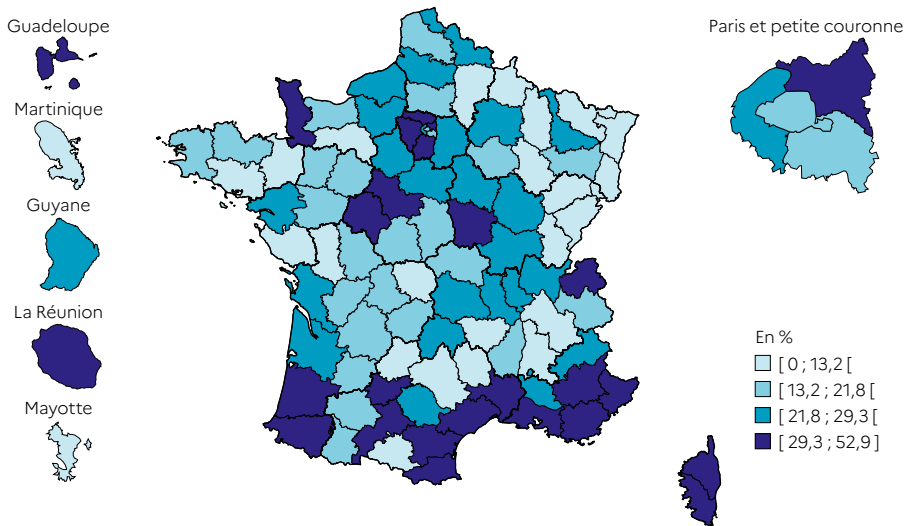 Guadeloupe
Martinique
Guyane
La Réunion
Mayotte
Paris et petite couronne
En %
[ 0 ; 13,2 [
[ 13,2 ; 21,8 [
[ 21,8 ; 29,3 [
[ 29,3 ; 52,9 ]